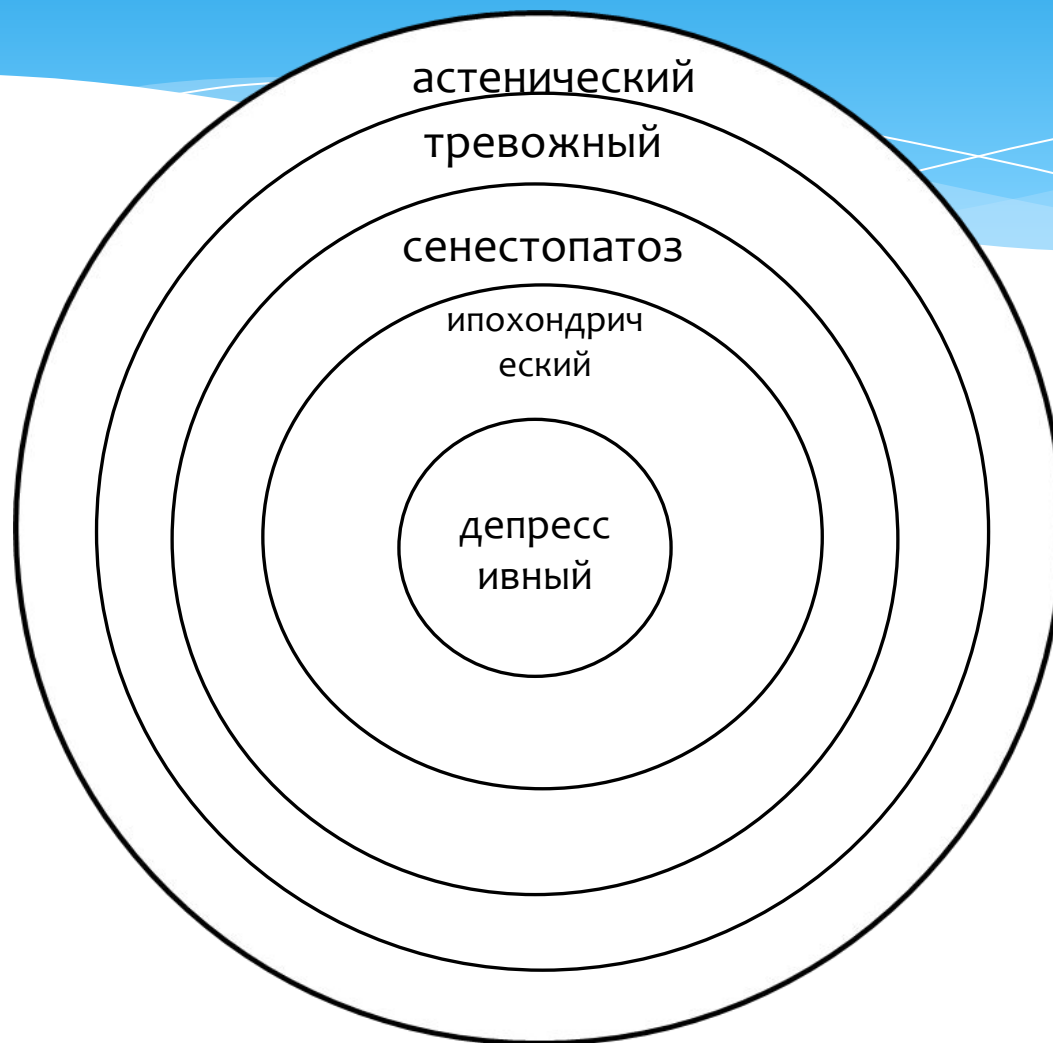 астенический
тревожный
сенестопатоз
ипохондрич
еский
депресс
ивный